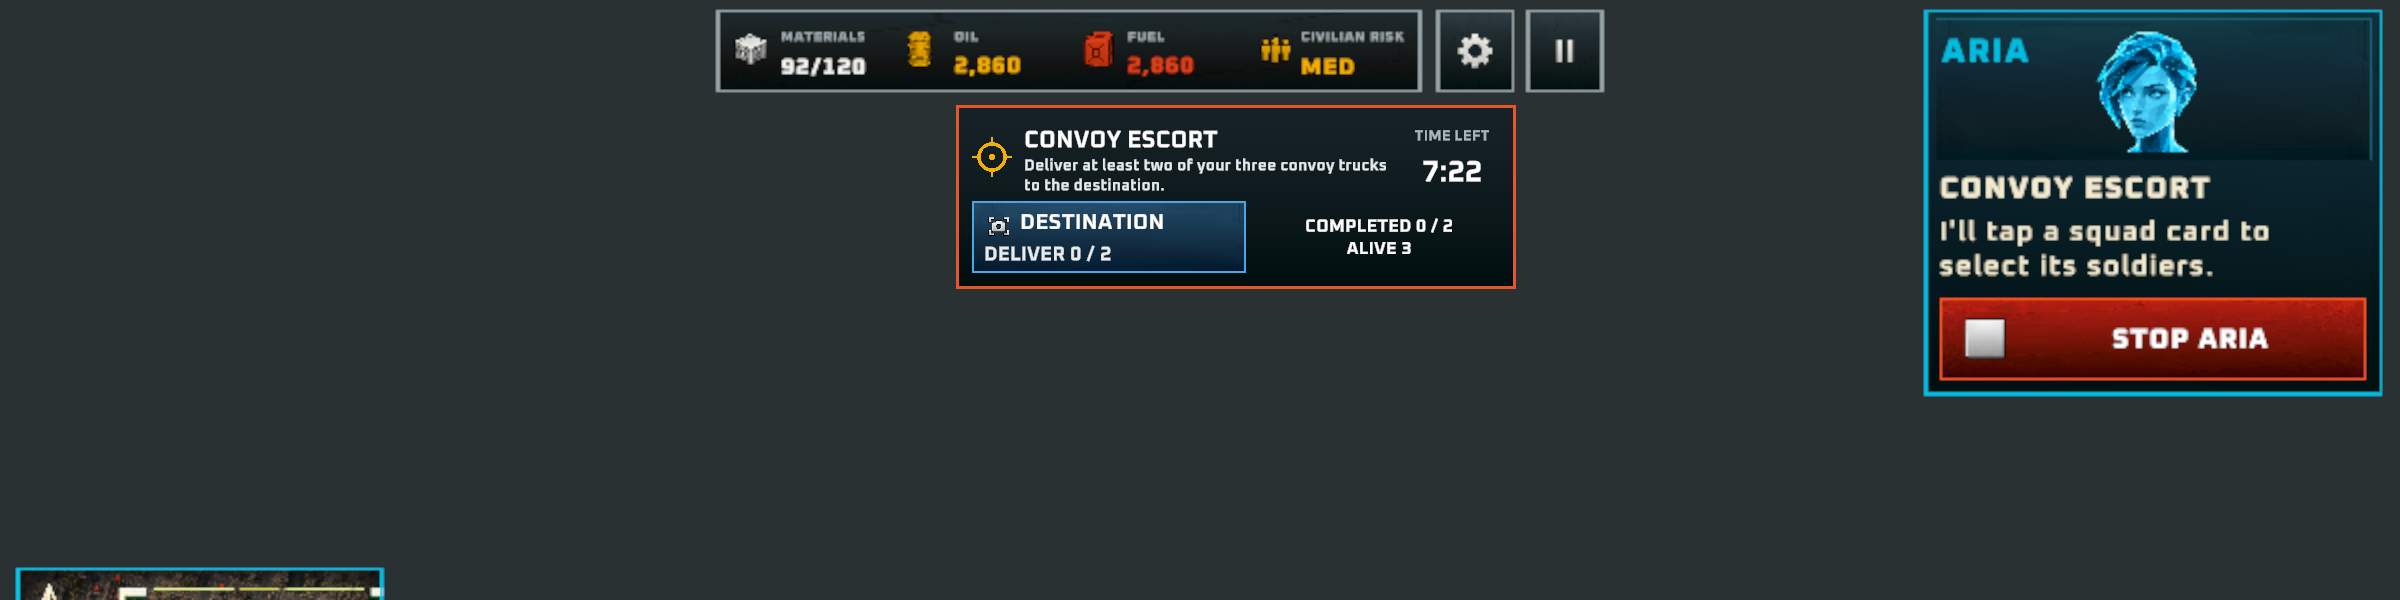 MATERIALS
92/120
OIL
2,860
FUEL
2,860
CIVILIAN RISK
MED
CONVOY ESCORT
Deliver at least two of your three convoy trucks
to the destination.
TIME LEFT
7:22
DESTINATION
DELIVER 0 / 2
COMPLETED 0 / 2
ALIVE 3
ARIA
CONVOY ESCORT
I'll tap a squad card to
select its soldiers.
STOP ARIA